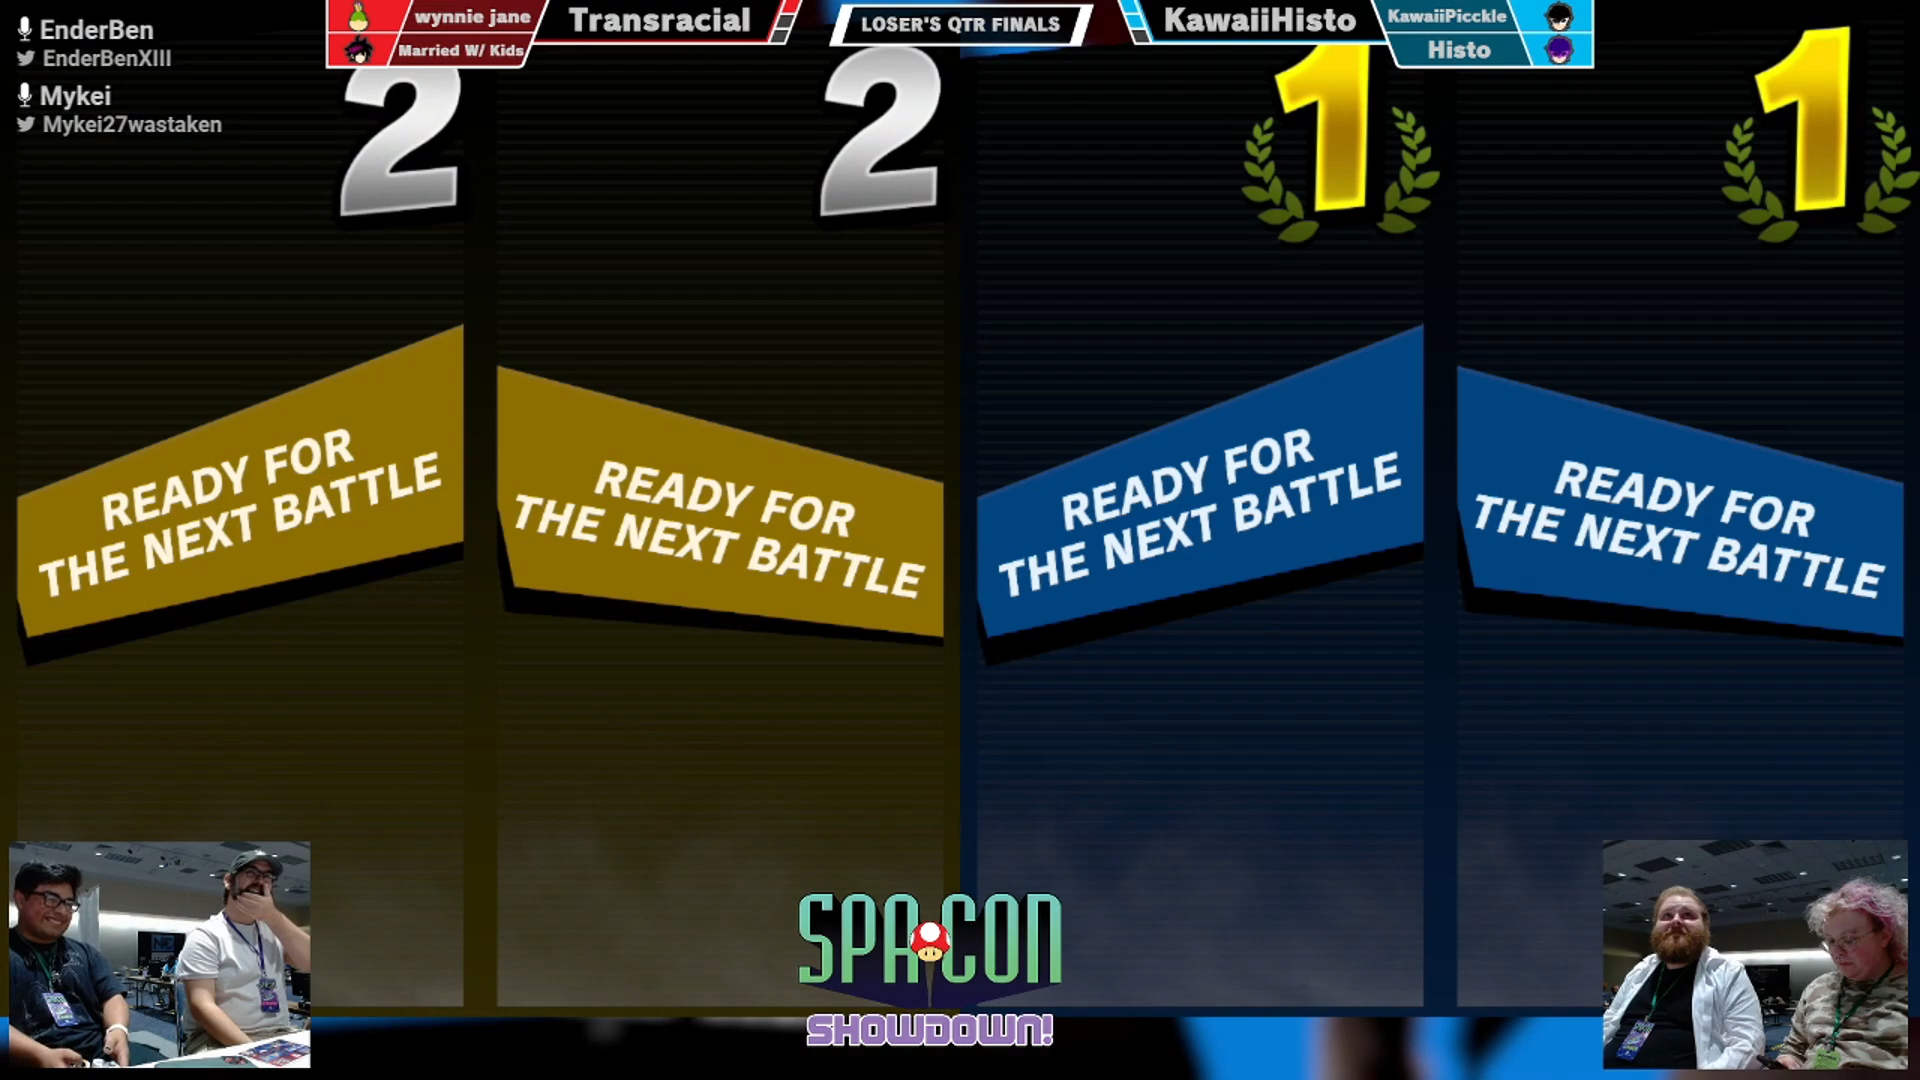 EnderBen
EnderBenXIII
Mykei
Mykei27wastaken
wynnie jane
Married W/ Kids
Transracial
LOSER'S QTR FINALS
KawaiiHisto
KawaiiPicckle
Histo
2
2
1
1
READY FOR
THE NEXT BATTLE
READY FOR
THE NEXT BATTLE
READY FOR
THE NEXT BATTLE
READY FOR
THE NEXT BATTLE
SPA CON
SHOWDOWN!